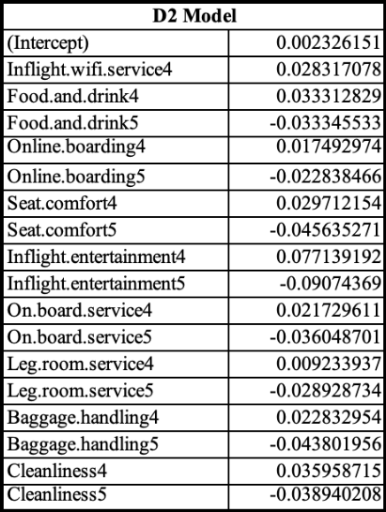 D2 Model
(Intercept) 0.002326151
Inflight.wifi.service4 0.028317078
Food.and.drink4 0.033312829
Food.and.drink5 -0.033345533
Online.boarding4 0.017492974
Online.boarding5 -0.022838466
Seat.comfort4 0.029712154
Seat.comfort5 -0.045635271
Inflight.entertainment4 0.077139192
Inflight.entertainment5 -0.09074369
On.board.service4 0.021729611
On.board.service5 -0.036048701
Leg.room.service4 0.009233937
Leg.room.service5 -0.028928734
Baggage.handling4 0.022832954
Baggage.handling5 -0.043801956
Cleanliness4 0.035958715
Cleanliness5 -0.038940208